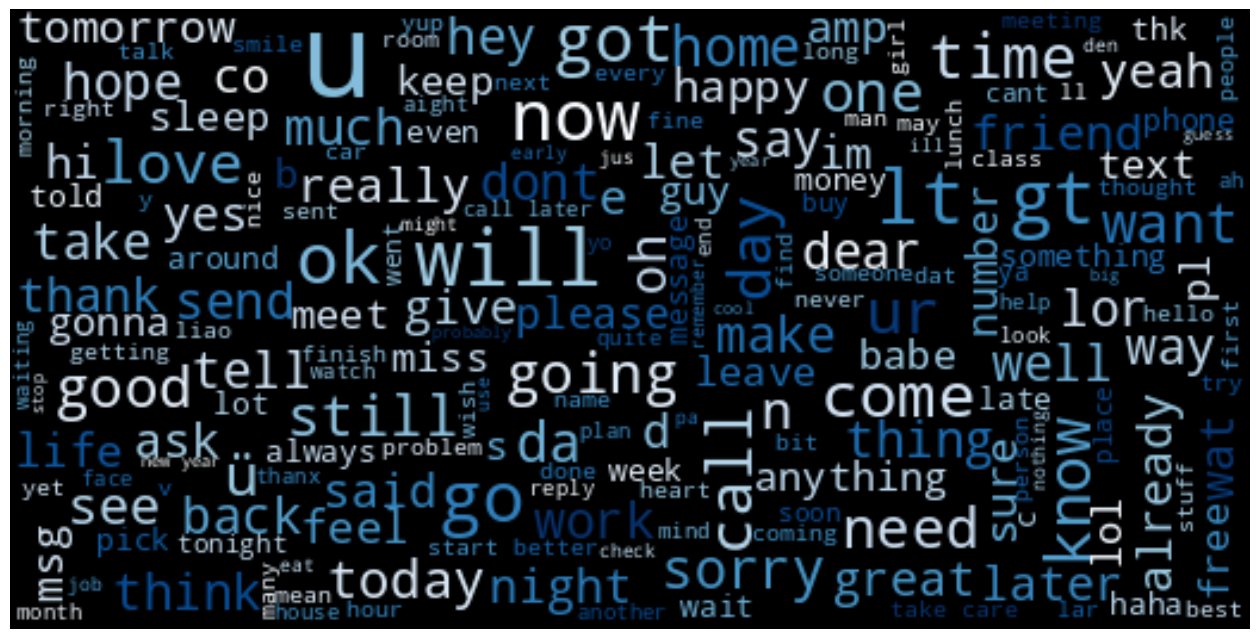 tomorrow
u
yup
hey
got
home
amp
girl
time
meeting
thk
talk
smile
room
long
den
yeah
people
morning
hope
co
keep
next
every
happy
one
cant
ll
right
sleep
aight
now
fine
man
may
lunch
friend
phone
guess
much
even
say
im
ill
class
text
hi
love
car
early
jus
let
year
money
told
y
yes
nice
b
really
dont
e
guy
buy
lt
gt
thought
ah
want
sent
call later
might
take
around
ok
went
will
yo
oh
message
end
day
find
dear
number
something
someone
dat
ya
big
pl
thank
send
meet
give
please
remember
cool
never
ur
help
lor
hello
gonna
liao
probably
quite
make
look
way
first
waiting
getting
finish
watch
miss
babe
well
stop
good
tell
going
leave
try
lot
still
wish
use
name
n
come
late
life
ask
ü
always
problem
s
da
plan
d
pa
call
bit
thing
sure
person
nothing
know
place
already
freewat
new year
yet
face
v
thanx
done
week
anything
c
stuff
see
back
said
go
reply
heart
feel
work
mind
soon
coming
need
lol
msg
pick
tonight
start
better
check
job
think
many
eat
mean
today
night
sorry
great
later
month
house
hour
another
wait
take care
lar
haha
best